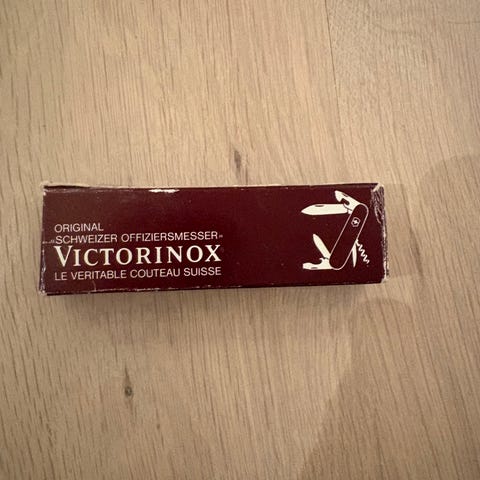 ORIGINAL
„SCHWEIZER OFFIZIERSMESSER"
VICTORINOX
LE VERITABLE COUTEAU SUISSE